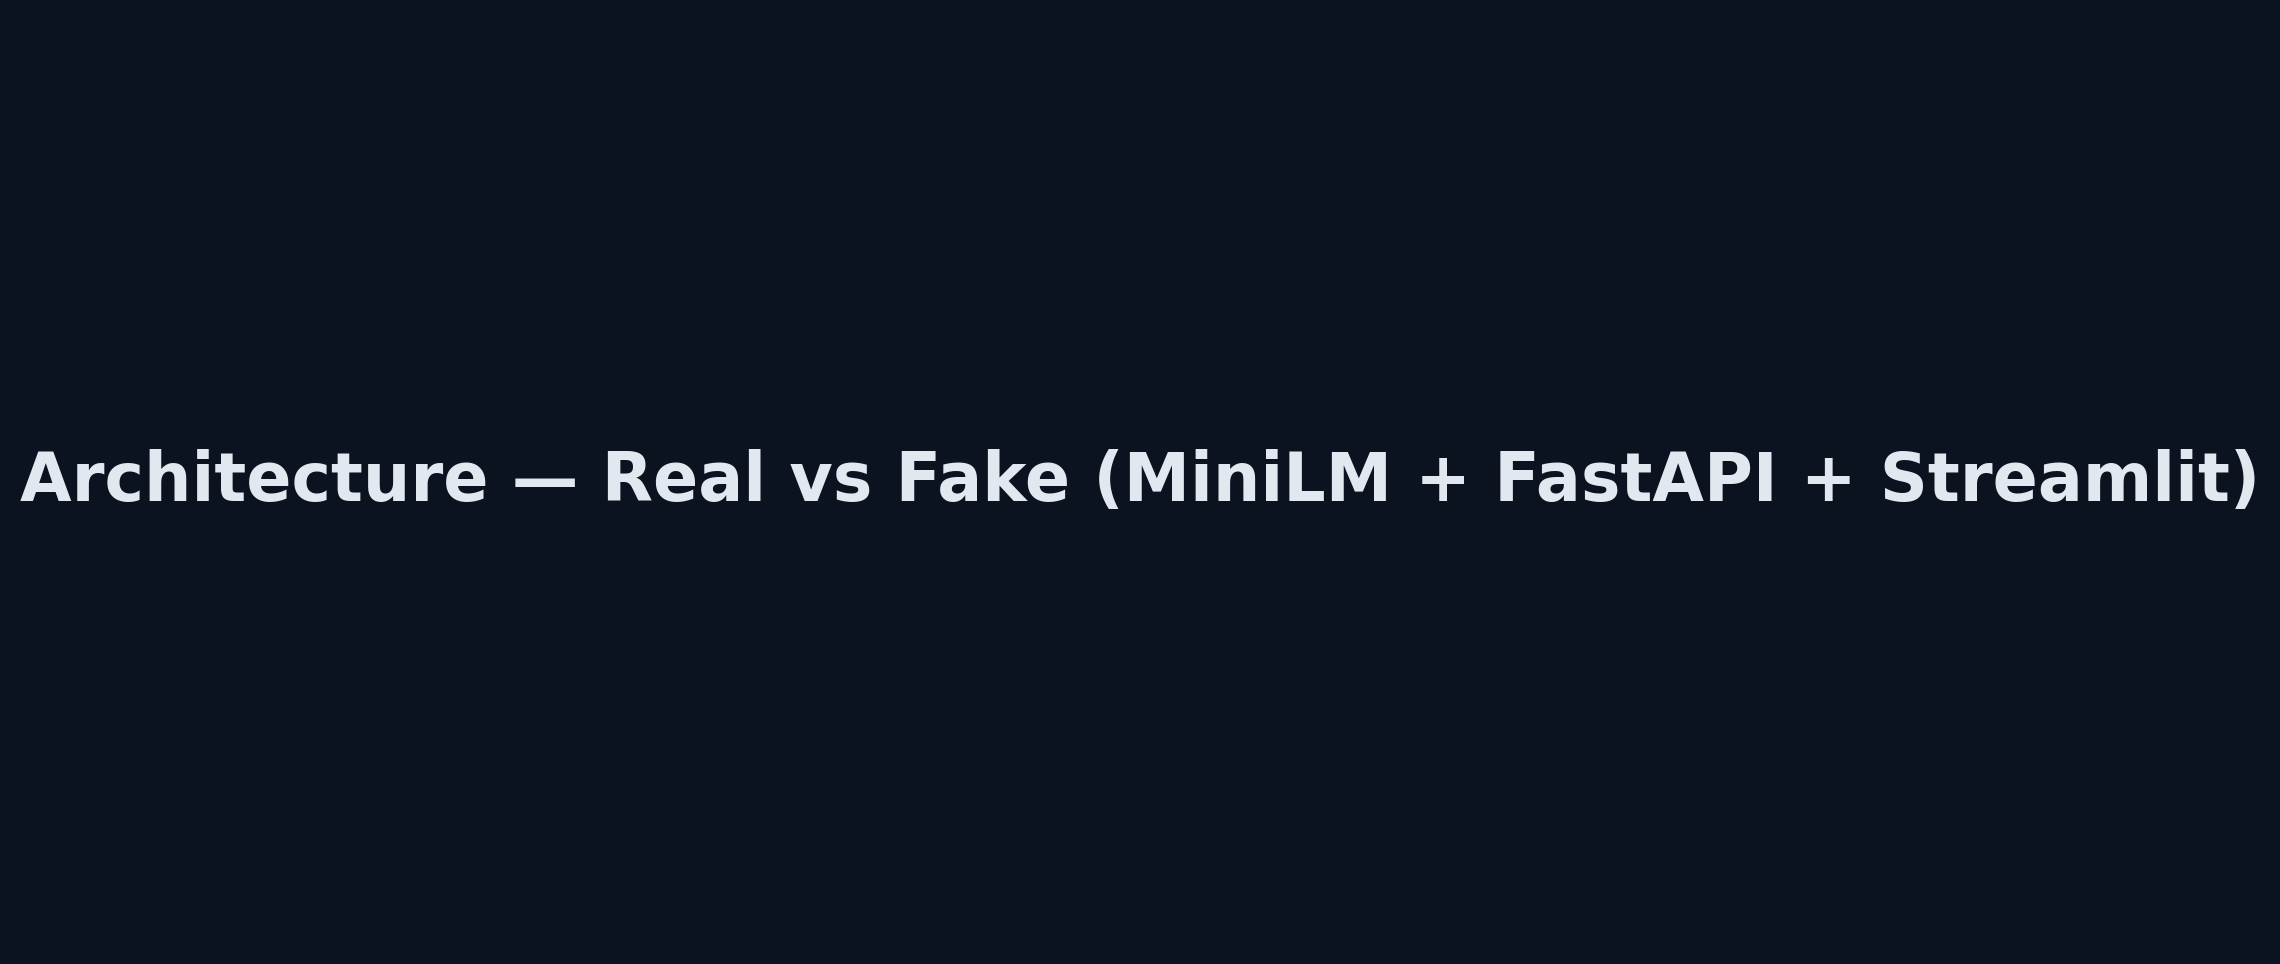 Architecture — Real vs Fake (MiniLM + FastAPI + Streamlit)